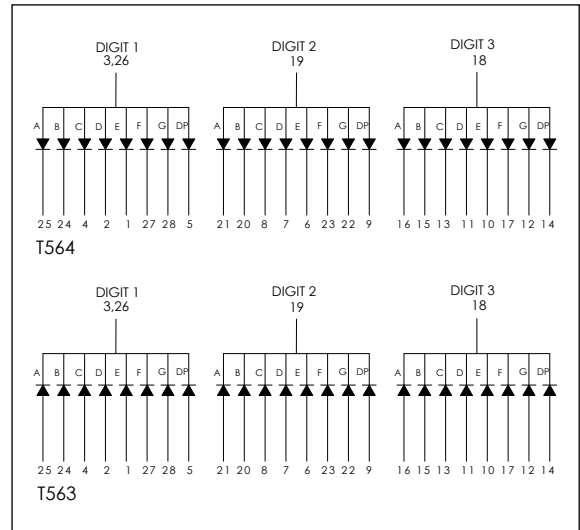 DIGIT 1 DIGIT 2 DIGIT 3
3,26 19 18
A B C D E F G DP A B C D E F G DP A B C D E F G DP
25 24 4 2 1 27 28 5 21 20 8 7 6 23 22 9 16 15 13 11 10 17 12 14
T564
DIGIT 1 DIGIT 2 DIGIT 3
3,26 19 18
A B C D E F G DP A B C D E F G DP A B C D E F G DP
25 24 4 2 1 27 28 5 21 20 8 7 6 23 22 9 16 15 13 11 10 17 12 14
T563